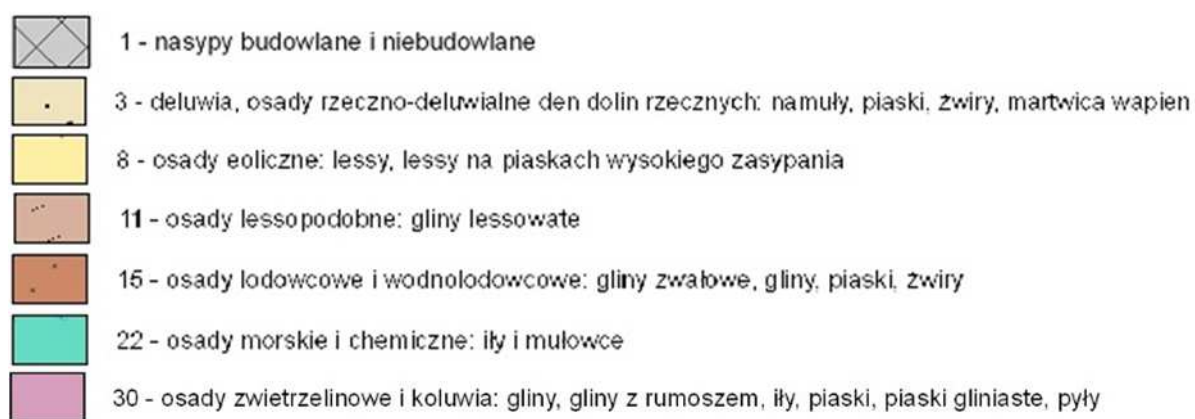 1 - nasypy budowlane i niebudowlane
3 - deluwia, osady rzeczno-deluwialne den dolin rzecznych: namuły, piaski, żwiry, martwica wapien
8 - osady eoliczne: lessy, lessy na piaskach wysokiego zasypania
11 - osady lessopodobne: gliny lessowate
15 - osady lodowcowe i wodnolodowcowe: gliny zwałowe, gliny, piaski, żwiry
22 - osady morskie i chemiczne: iły i mułowce
30 - osady zwietrzelinowe i koluwia: gliny, gliny z rumoszem, iły, piaski, piaski gliniaste, pyły